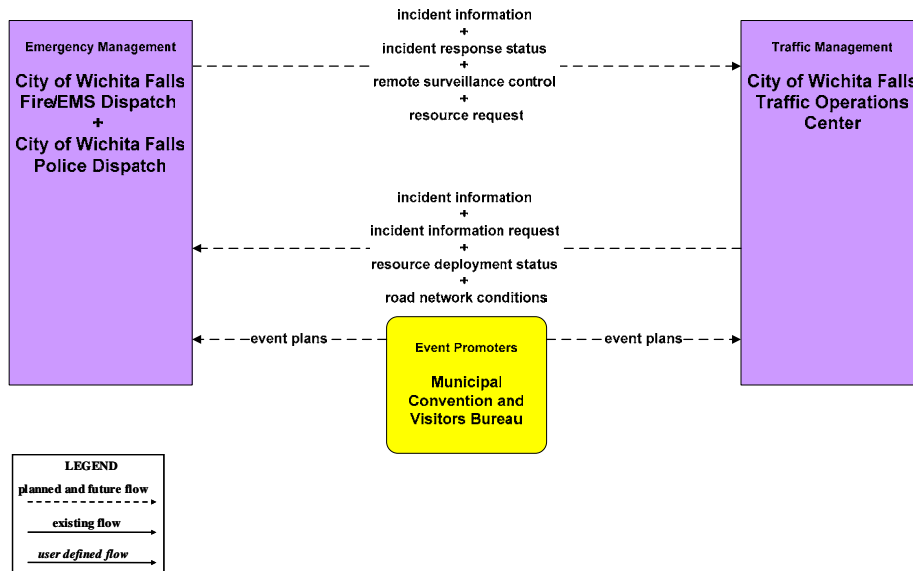 Emergency Management
City of Wichita Falls
Fire/EMS Dispatch
+
City of Wichita Falls
Police Dispatch
incident information
+
incident response status
+
remote surveillance control
+
resource request
Traffic Management
City of Wichita Falls
Traffic Operations
Center
incident information
+
incident information request
+
resource deployment status
+
road network conditions
event plans
Event Promoters
Municipal
Convention and
Visitors Bureau
event plans
LEGEND
planned and future flow
existing flow
user defined flow